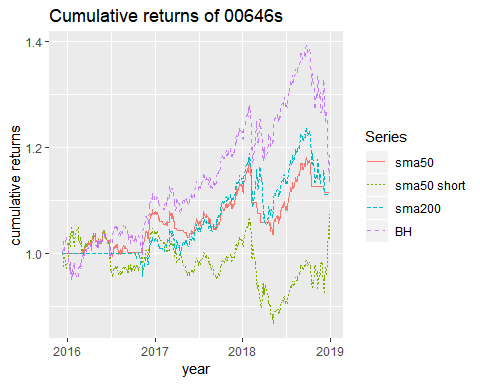 Cumulative returns of 00646s
cumulative returns
1.4
1.2
1.0
2016
2017
2018
2019
year
Series
sma50
sma50 short
sma200
BH